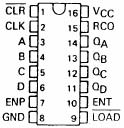 CLR 1 16 VCC
CLK 2 15 RCO
A 3 14 QA
B 4 13 QB
C 5 12 QC
D 6 11 QD
ENP 7 10 ENT
GND 8 9 LOAD